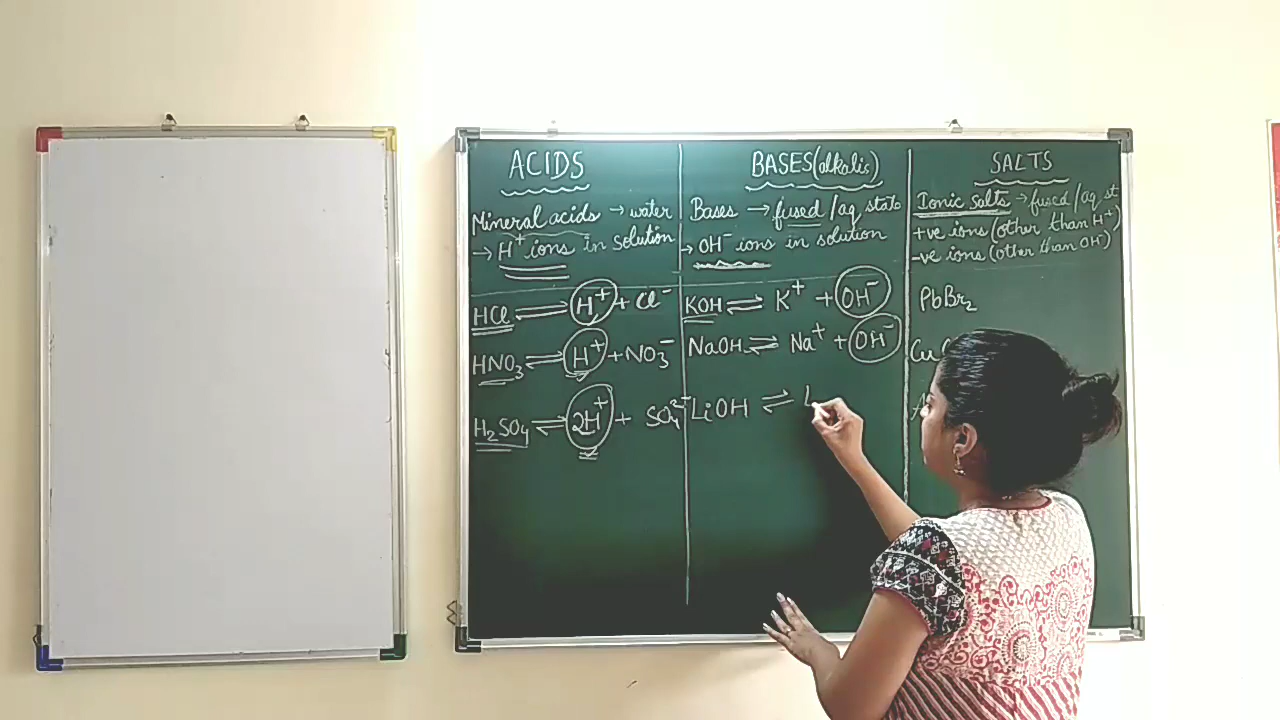 ACIDS
Mineral acids → water
→ H⁺ ions in solution
HCl ⇌ H⁺ + Cl⁻
HNO₃ ⇌ H⁺ + NO₃⁻
H₂SO₄ ⇌ 2H⁺ + SO₄²⁻
BASES (alkalis)
Bases → fused / aq state
→ OH⁻ ions in solution
KOH ⇌ K⁺ + OH⁻
NaOH ⇌ Na⁺ + OH⁻
LiOH ⇌ L
SALTS
Ionic Salts → fused / aq st
+ve ions (other than H⁺)
-ve ions (other than OH⁻)
PbBr₂